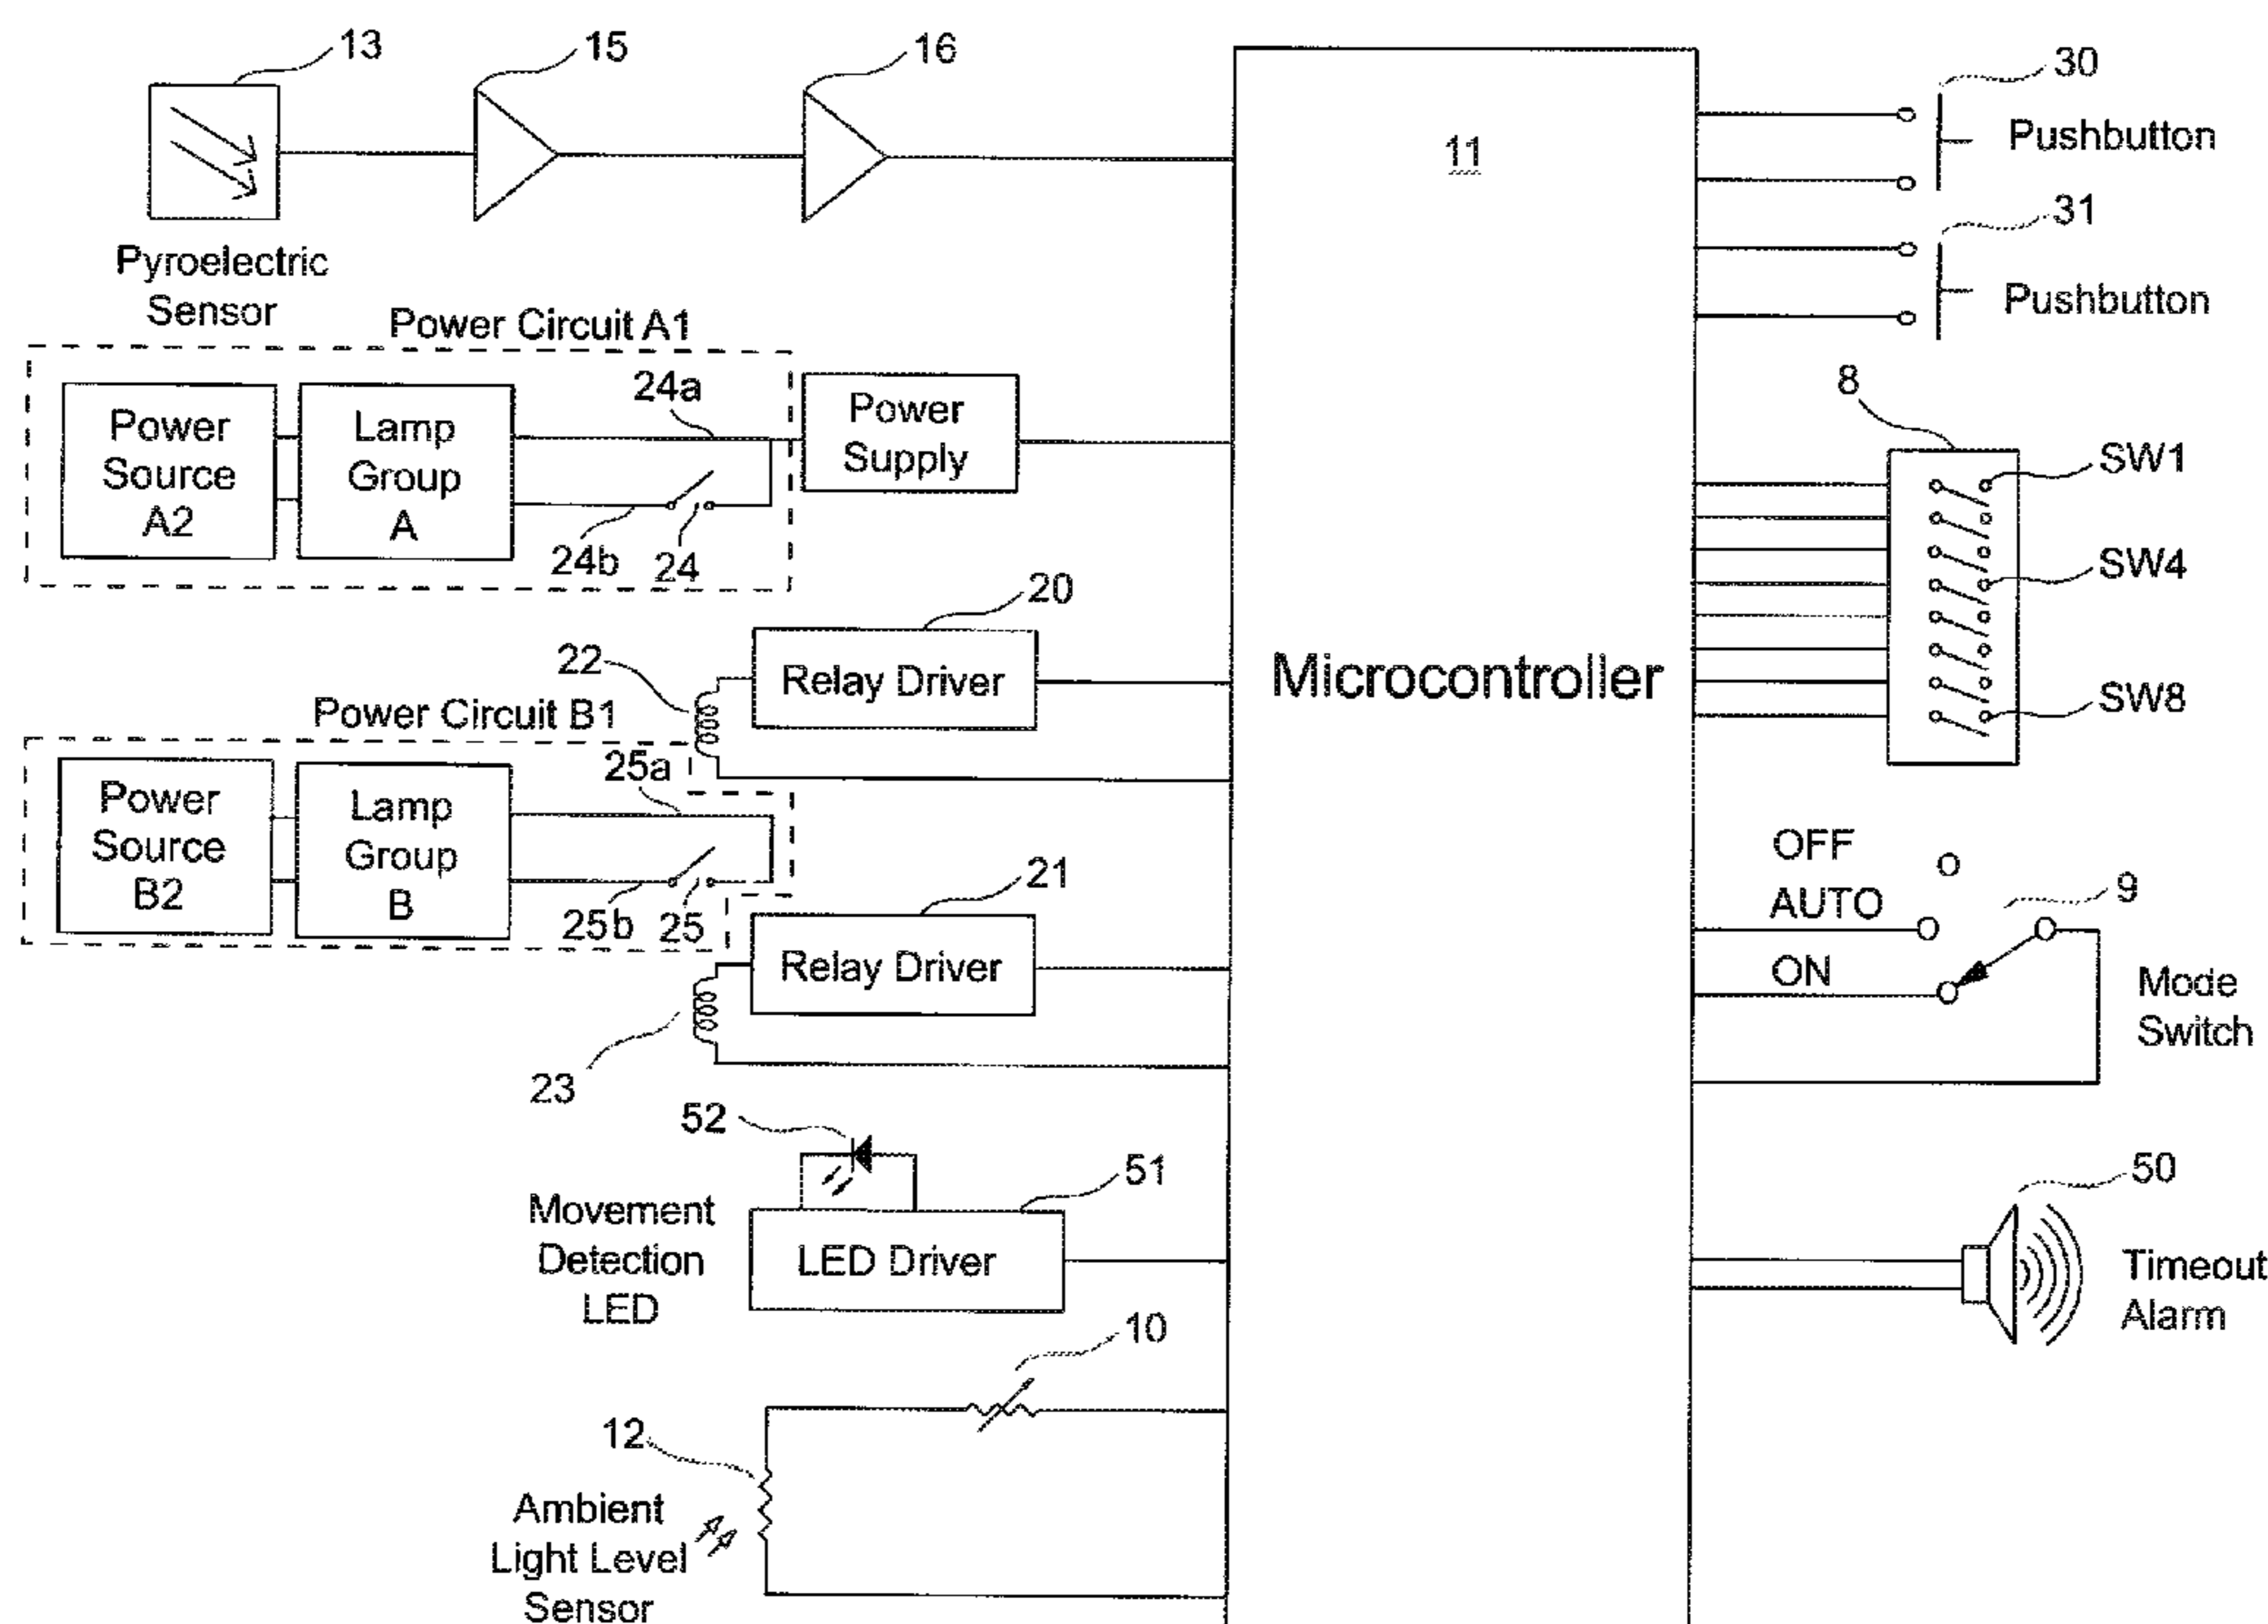 13
15
16
11
30
Pushbutton
31
Pushbutton
Pyroelectric
Sensor
Power Circuit A1
Power
Source
A2
Lamp
Group
A
24a
24b
24
Power
Supply
8
SW1
SW4
SW8
20
Relay Driver
22
Microcontroller
Power Circuit B1
Power
Source
B2
Lamp
Group
B
25a
25b
25
21
Relay Driver
23
OFF
AUTO
ON
9
Mode
Switch
52
51
Movement
Detection
LED
LED Driver
50
Timeout
Alarm
10
12
Ambient
Light Level
Sensor